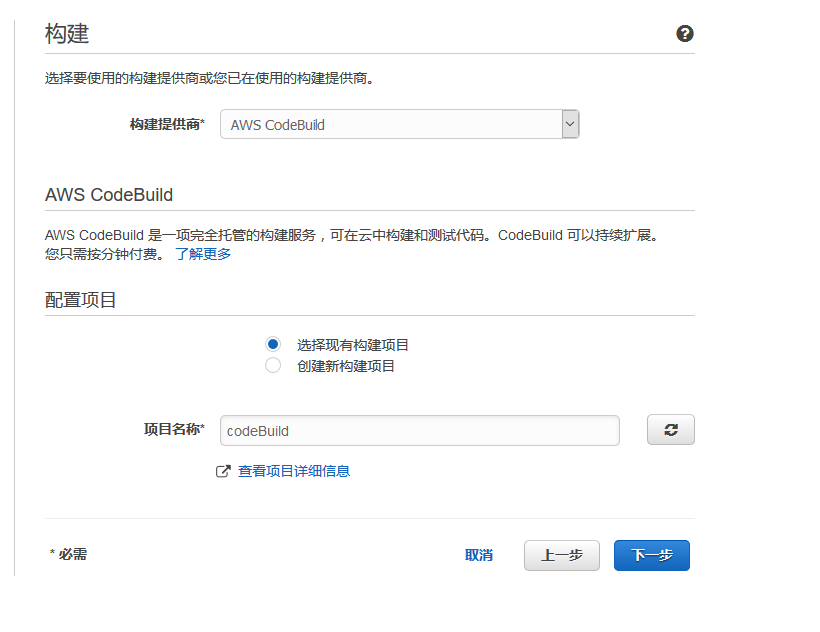 构建
选择要使用的构建提供商或您已在使用的构建提供商。
构建提供商* AWS CodeBuild
AWS CodeBuild
AWS CodeBuild 是一项完全托管的构建服务，可在云中构建和测试代码。CodeBuild 可以持续扩展。
您只需按分钟付费。 了解更多
配置项目
选择现有构建项目
创建新构建项目
项目名称* codeBuild
查看项目详细信息
* 必需 取消 上一步 下一步